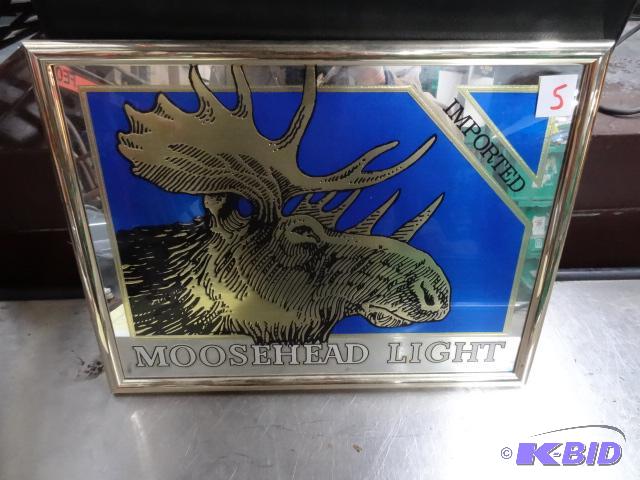 IMPORTED
S
MOOSEHEAD LIGHT
© K-BID